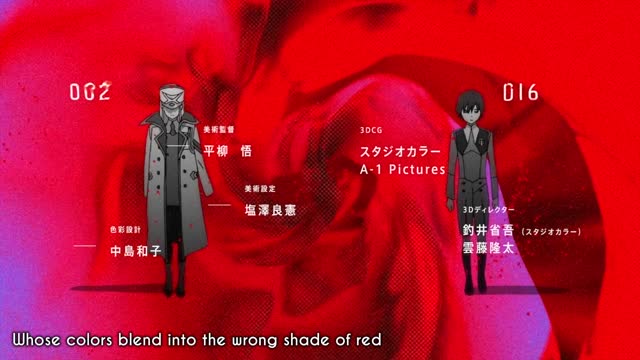 002
美術監督
平柳 悟
美術設定
塩澤良憲
色彩設計
中島和子
016
3DCG
スタジオカラー
A-1 Pictures
3Dディレクター
釣井省吾 (スタジオカラー)
雲藤隆太
Whose colors blend into the wrong shade of red